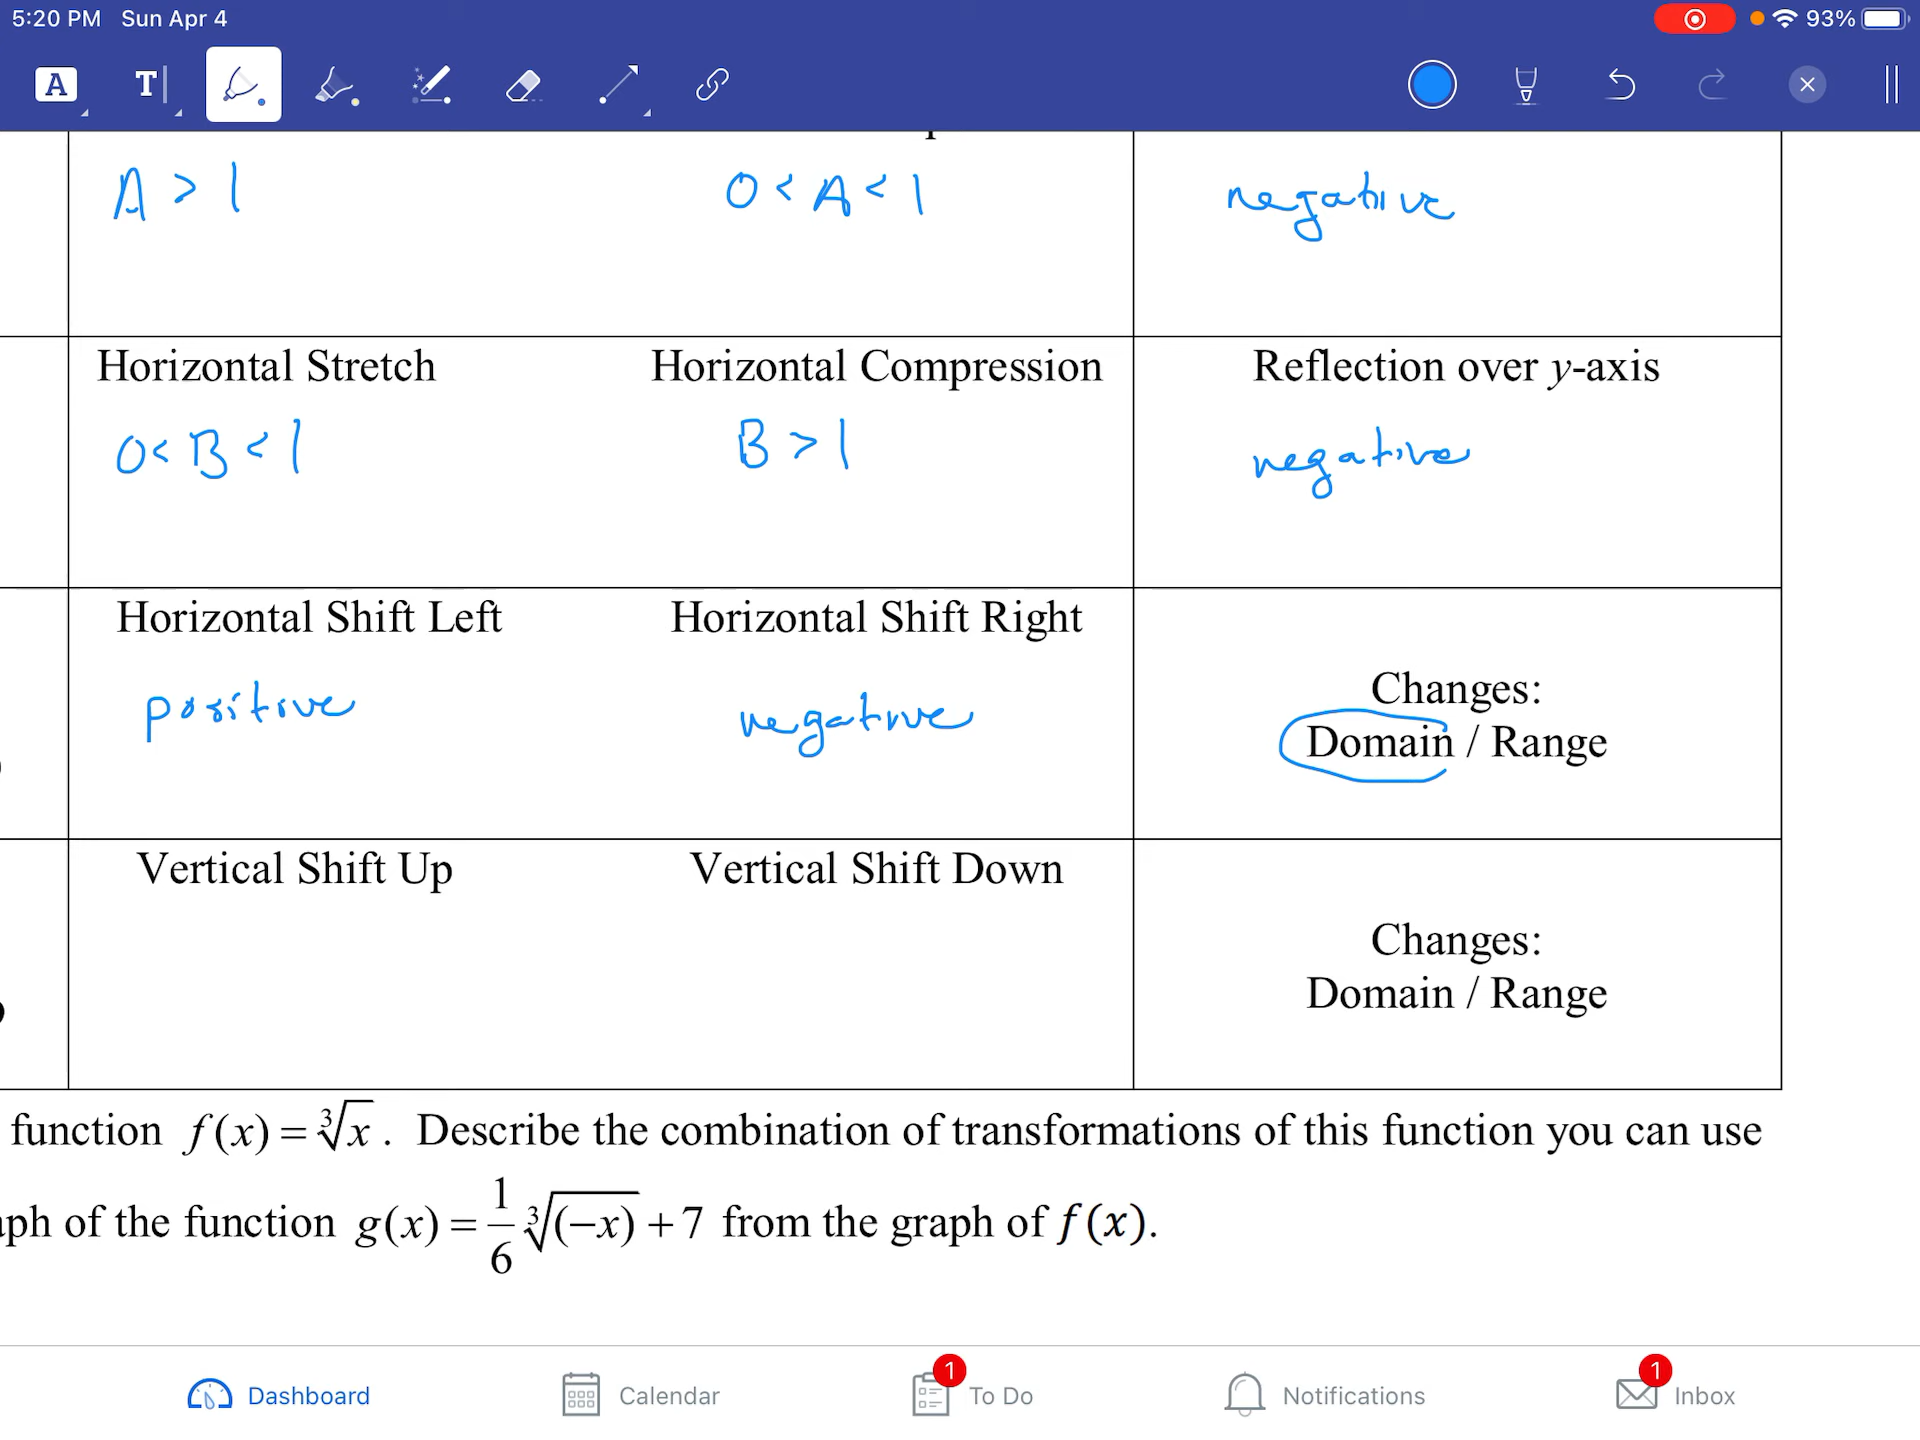 5:20 PM Sun Apr 4
93%
A T
A > 1
0 < A < 1
negative
Horizontal Stretch
Horizontal Compression
Reflection over y-axis
0 < B < 1
B > 1
negative
Horizontal Shift Left
Horizontal Shift Right
positive
negative
Changes:
Domain / Range
Vertical Shift Up
Vertical Shift Down
Changes:
Domain / Range
function f(x) = ∛x. Describe the combination of transformations of this function you can use
aph of the function g(x) = 1/6 ∛(−x) + 7 from the graph of f(x).
Dashboard
Calendar
1
To Do
Notifications
1
Inbox